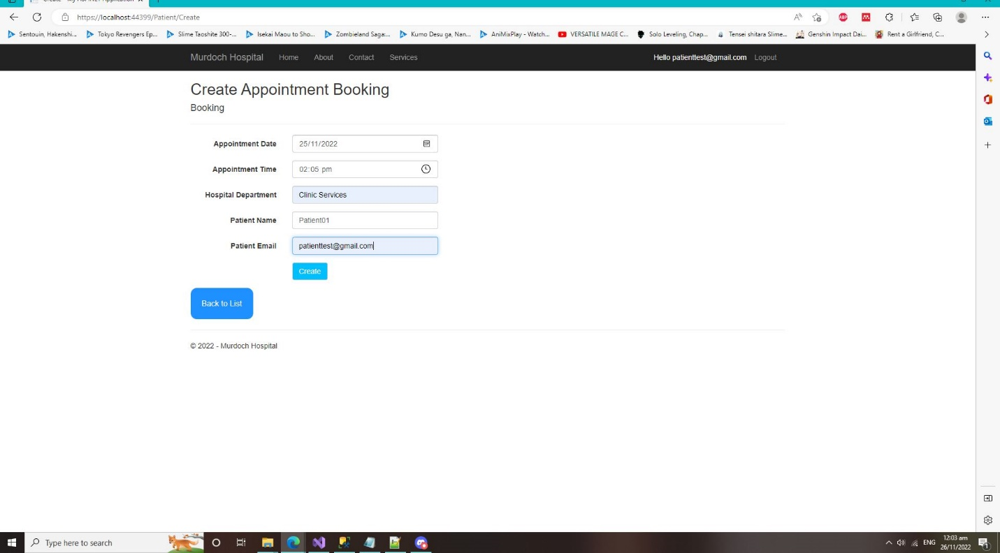 Create - My ASP.NET Application
https://localhost:44399/Patient/Create
Sentouin, Hakenshi...
Tokyo Revengers Ep...
Slime Taoshite 300-...
Isekai Maou to Sho...
Zombieland Saga:...
Kumo Desu ga, Nan...
AniMixPlay - Watch...
VERSATILE MAGE C...
Solo Leveling, Chap...
Tensei shitara Slime...
Genshin Impact Dai...
Rent a Girlfriend, C...
Murdoch Hospital Home About Contact Services Hello patienttest@gmail.com Logout
Create Appointment Booking
Booking
Appointment Date 25/11/2022
Appointment Time 02:05 pm
Hospital Department Clinic Services
Patient Name Patient01
Patient Email patienttest@gmail.com
Create
Back to List
© 2022 - Murdoch Hospital
Type here to search
ENG
12:03 am
26/11/2022
1